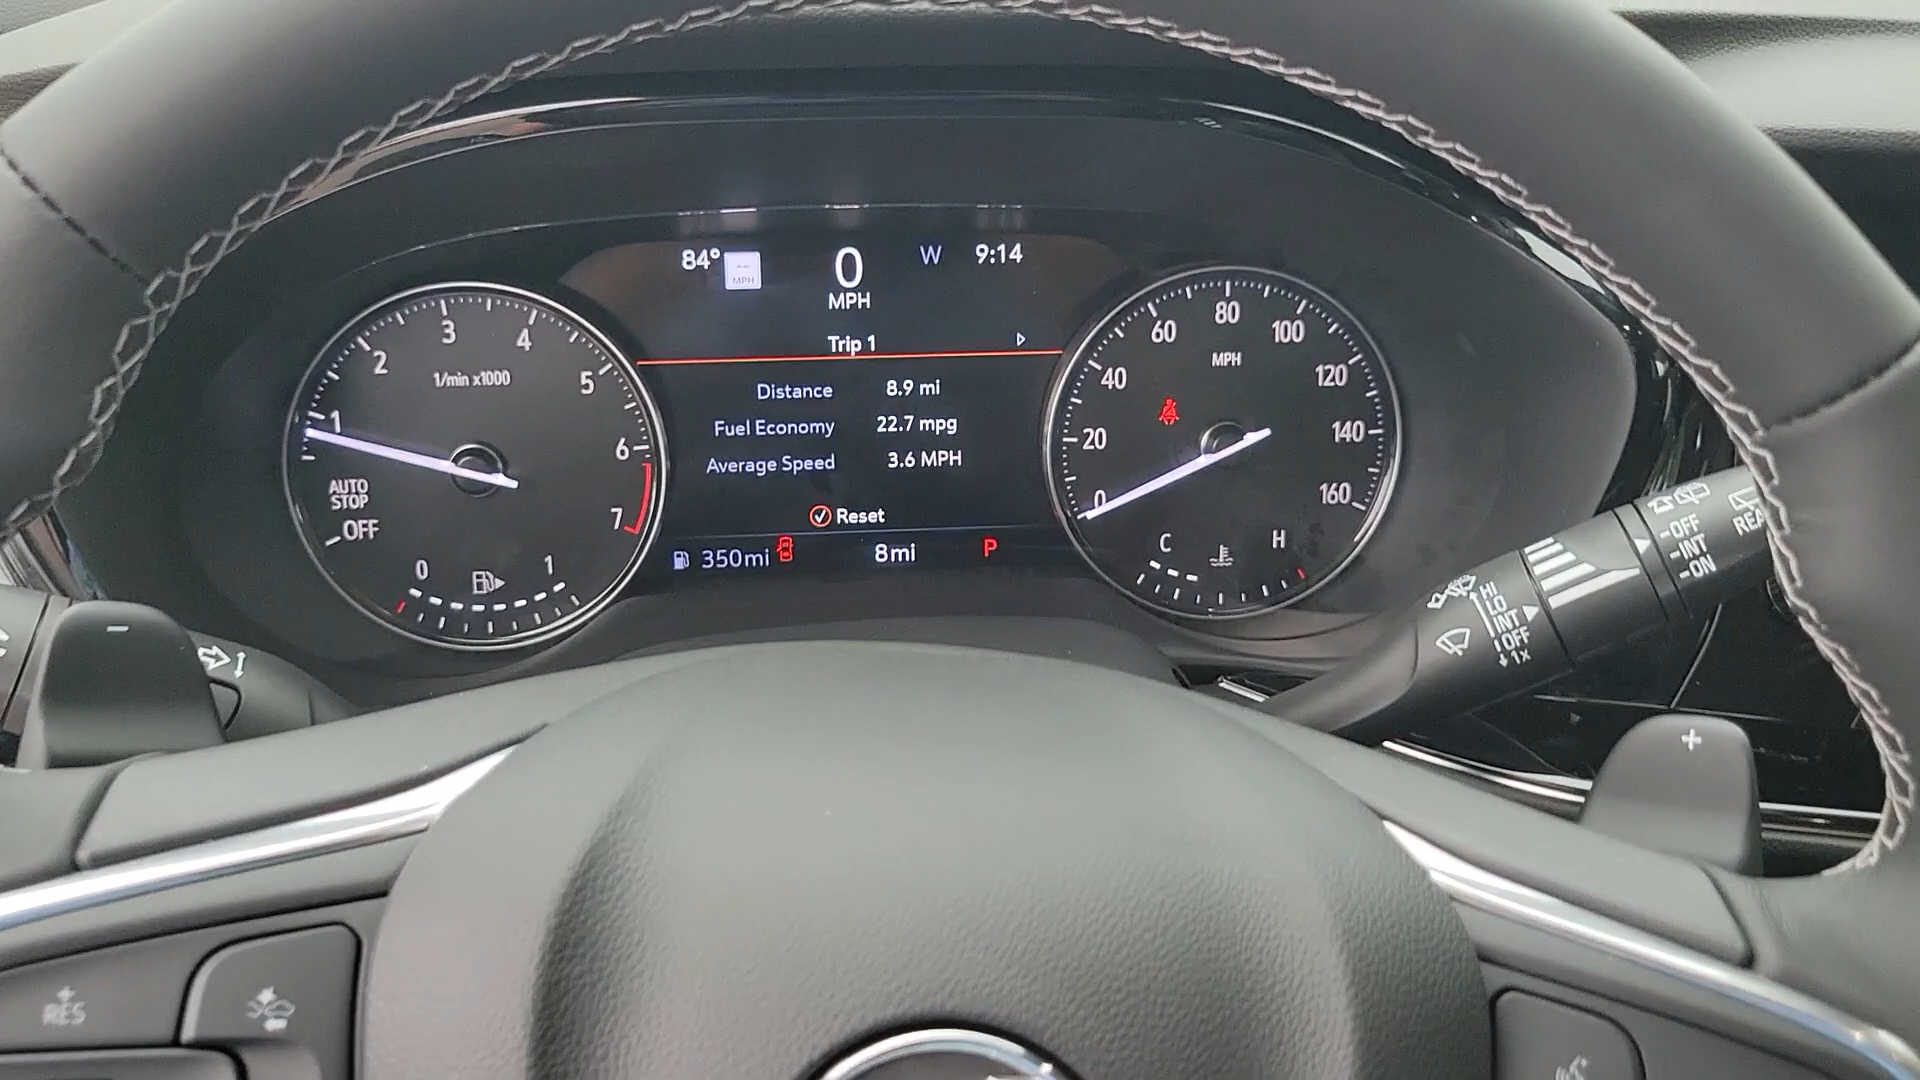 84° 0 W 9:14
MPH
MPH
Trip 1
Distance 8.9 mi
Fuel Economy 22.7 mpg
Average Speed 3.6 MPH
Reset
350mi 8mi P
1 2 3 4 5 6 7
1/min x1000
AUTO
STOP
OFF
0 1
0 20 40 60 80 100 120 140 160
MPH
C H
HI
LO
INT
OFF
1x
OFF
INT
ON
-
+
+
RES